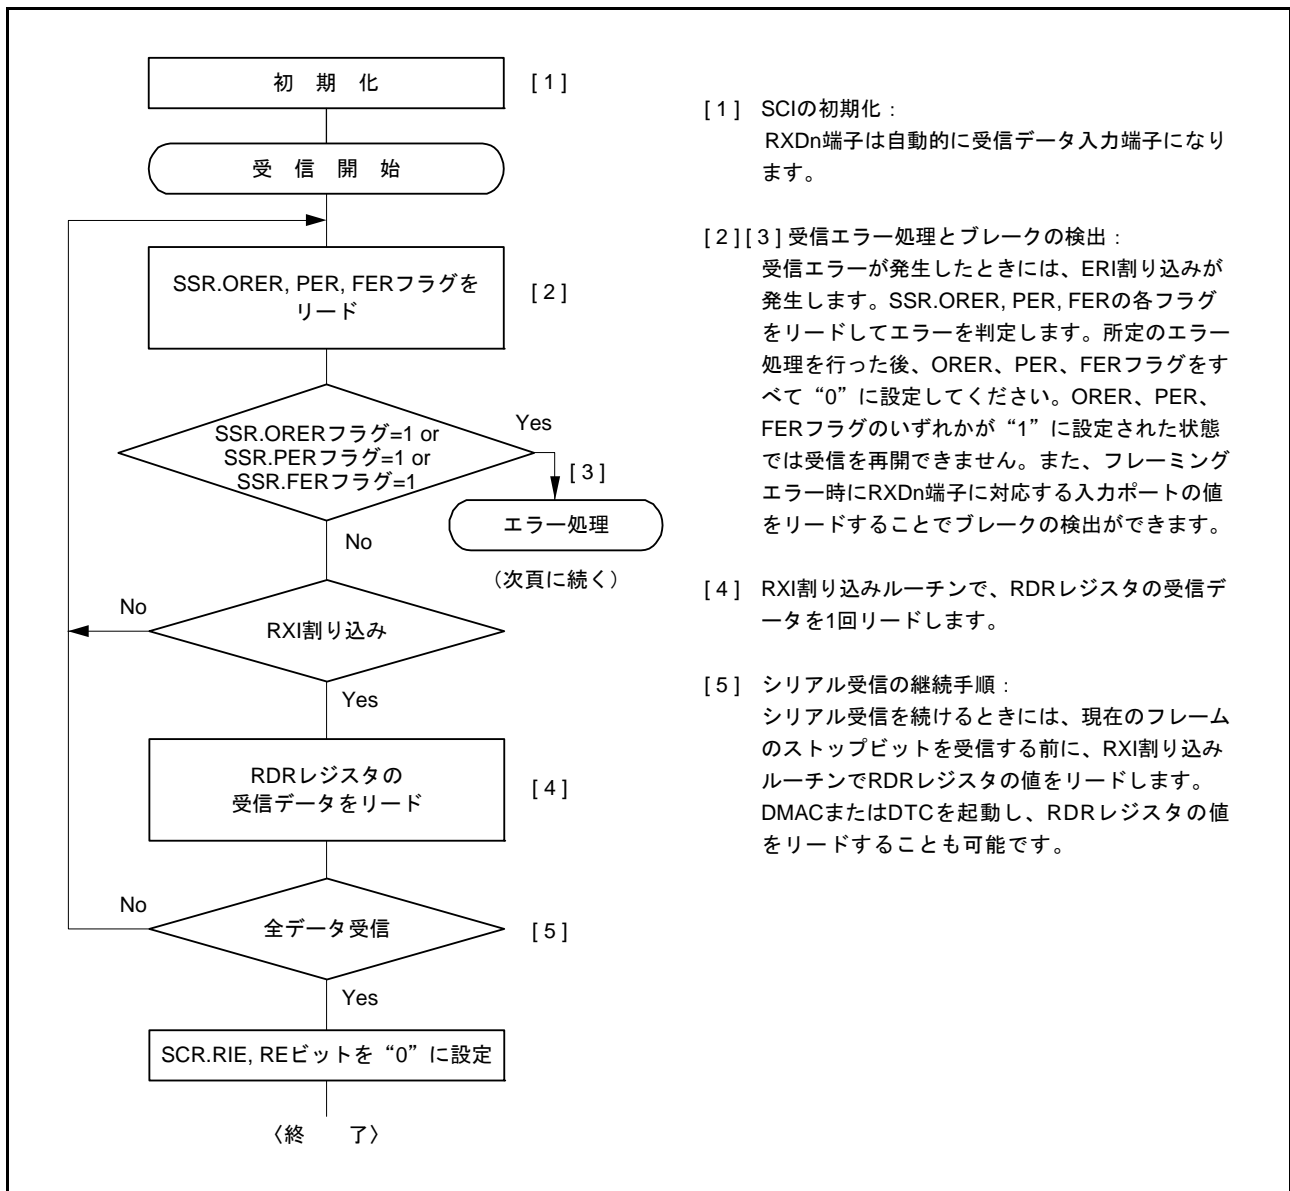 初　期　化
[ 1 ]
受　信　開　始
SSR.ORER, PER, FERフラグを
リード
[ 2 ]
SSR.ORERフラグ=1 or
SSR.PERフラグ=1 or
SSR.FERフラグ=1
Yes
[ 3 ]
エラー処理
（次頁に続く）
No
RXI割り込み
No
Yes
RDRレジスタの
受信データをリード
[ 4 ]
全データ受信
No
[ 5 ]
Yes
SCR.RIE, REビットを“0”に設定
〈終　　了〉
[ 1 ] SCIの初期化：
RXDn端子は自動的に受信データ入力端子になり
ます。
[ 2 ] [ 3 ] 受信エラー処理とブレークの検出：
受信エラーが発生したときには、ERI割り込みが
発生します。SSR.ORER, PER, FERの各フラグ
をリードしてエラーを判定します。所定のエラー
処理を行った後、ORER、PER、FERフラグをす
べて“0”に設定してください。ORER、PER、
FERフラグのいずれかが“1”に設定された状態
では受信を再開できません。また、フレーミング
エラー時にRXDn端子に対応する入力ポートの値
をリードすることでブレークの検出ができます。
[ 4 ] RXI割り込みルーチンで、RDRレジスタの受信デ
ータを1回リードします。
[ 5 ] シリアル受信の継続手順：
シリアル受信を続けるときには、現在のフレーム
のストップビットを受信する前に、RXI割り込み
ルーチンでRDRレジスタの値をリードします。
DMACまたはDTCを起動し、RDRレジスタの値
をリードすることも可能です。